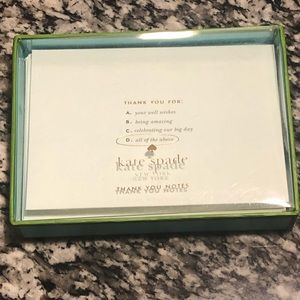 THANK YOU FOR:
A. your well wishes
B. being amazing
C. celebrating our big day
D. all of the above
kate spade
kate spade
NEW YORK
NEW YORK
THANK YOU NOTES
THANK YOU NOTES